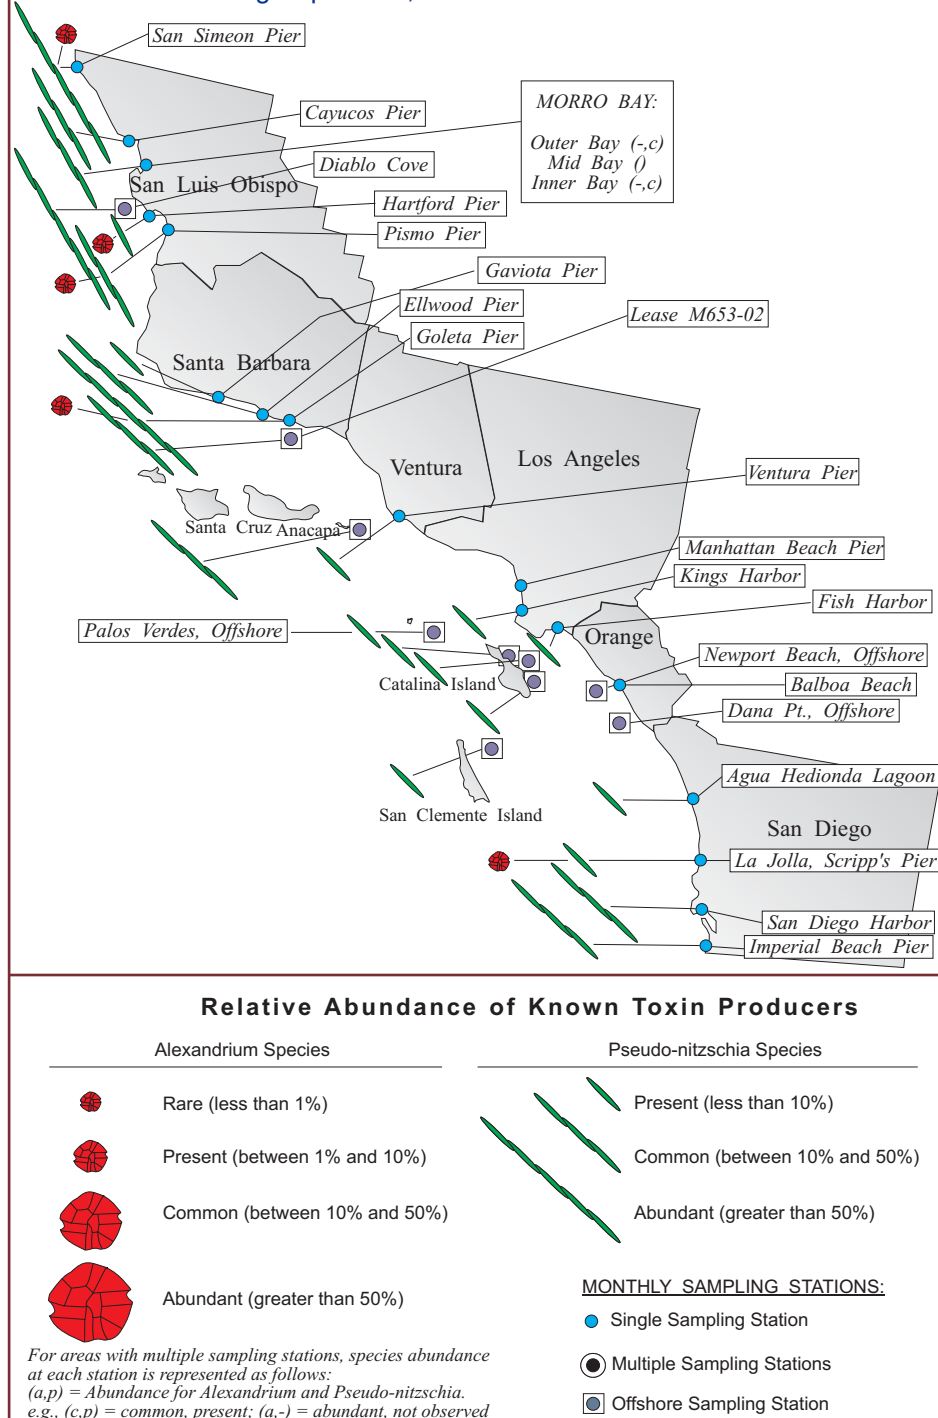 San Simeon Pier
Cayucos Pier
MORRO BAY:
Outer Bay (-,c)
Mid Bay ()
Inner Bay (-,c)
Diablo Cove
San Luis Obispo
Hartford Pier
Pismo Pier
Gaviota Pier
Ellwood Pier
Lease M653-02
Goleta Pier
Santa Barbara
Ventura
Los Angeles
Ventura Pier
Santa Cruz
Anacapa
Manhattan Beach Pier
Kings Harbor
Fish Harbor
Palos Verdes, Offshore
Orange
Newport Beach, Offshore
Catalina Island
Balboa Beach
Dana Pt., Offshore
Agua Hedionda Lagoon
San Clemente Island
San Diego
La Jolla, Scripp's Pier
San Diego Harbor
Imperial Beach Pier
Relative Abundance of Known Toxin Producers
Alexandrium Species
Rare (less than 1%)
Present (between 1% and 10%)
Common (between 10% and 50%)
Abundant (greater than 50%)
Pseudo-nitzschia Species
Present (less than 10%)
Common (between 10% and 50%)
Abundant (greater than 50%)
MONTHLY SAMPLING STATIONS:
Single Sampling Station
Multiple Sampling Stations
Offshore Sampling Station
For areas with multiple sampling stations, species abundance
at each station is represented as follows:
(a,p) = Abundance for Alexandrium and Pseudo-nitzschia.
e.g., (c,p) = common, present; (a,-) = abundant, not observed